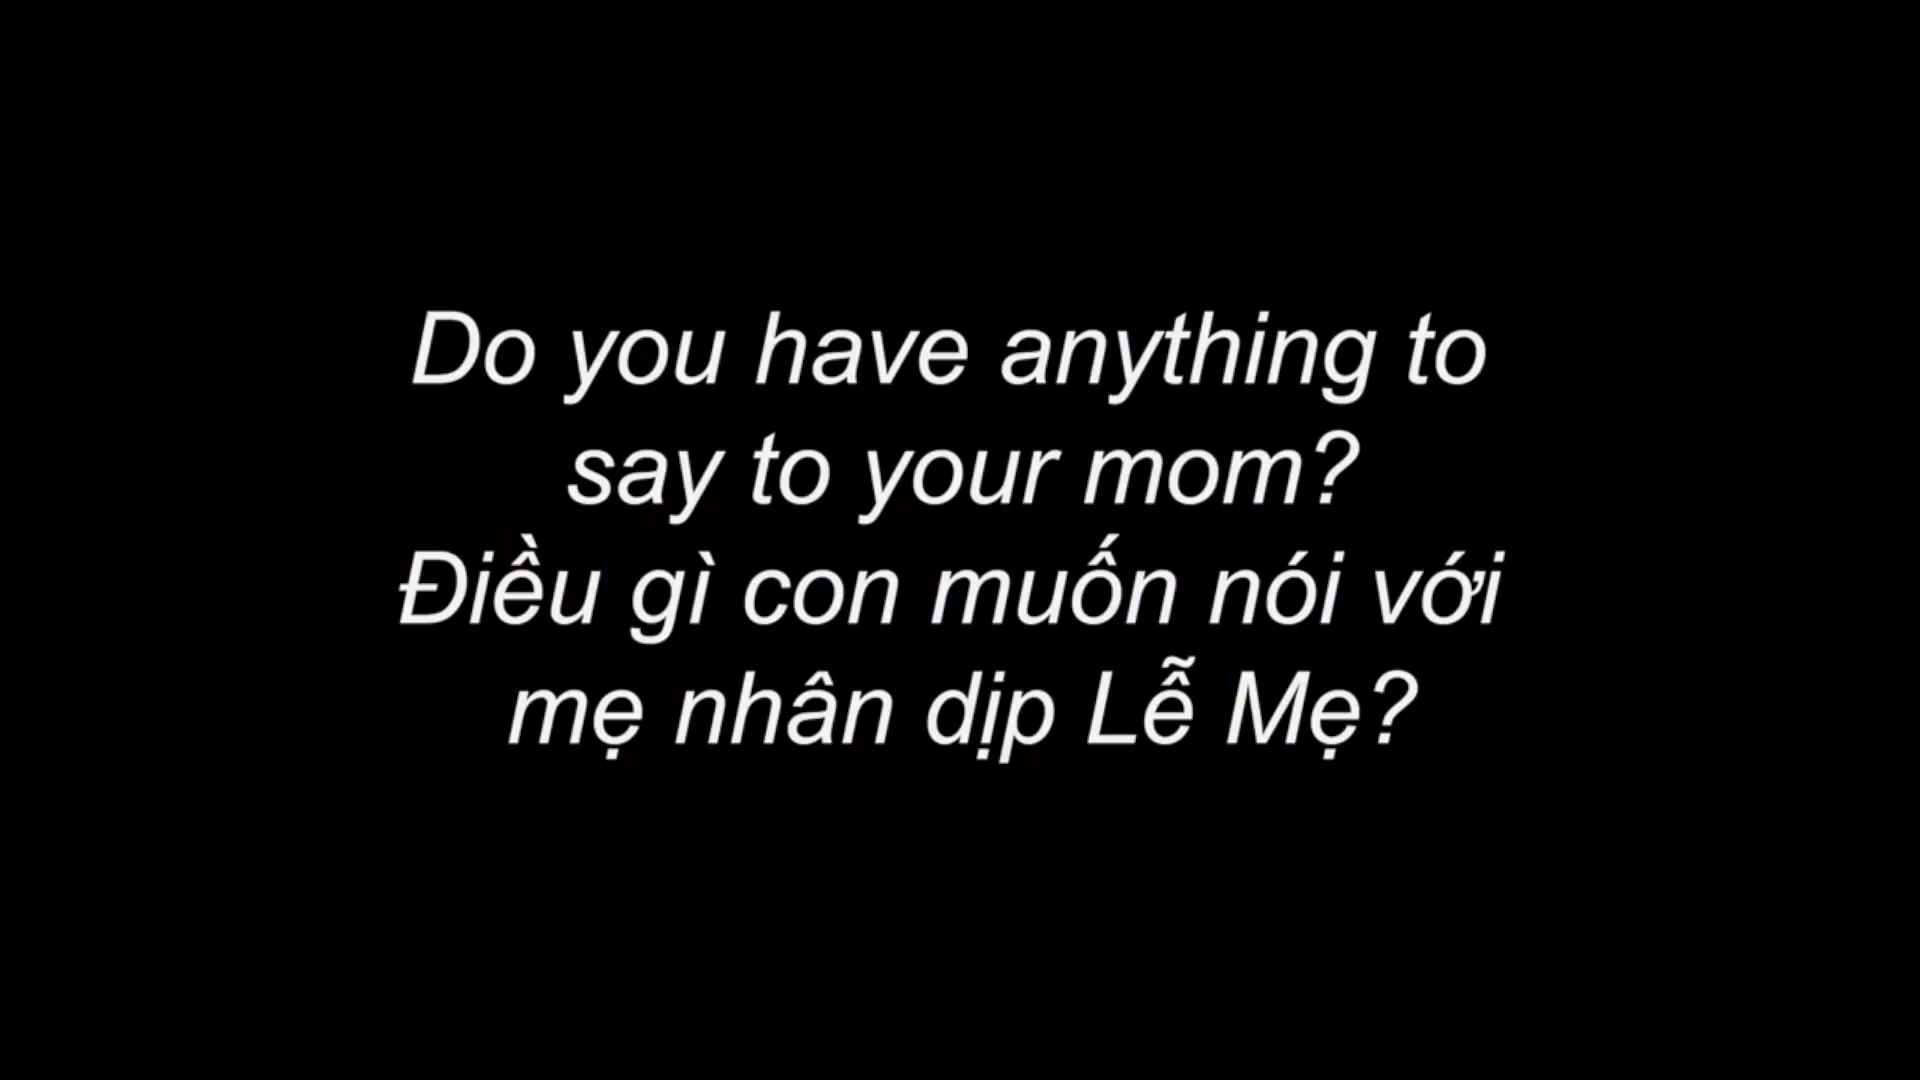 Do you have anything to
say to your mom?
Điều gì con muốn nói với
mẹ nhân dịp Lễ Mẹ?